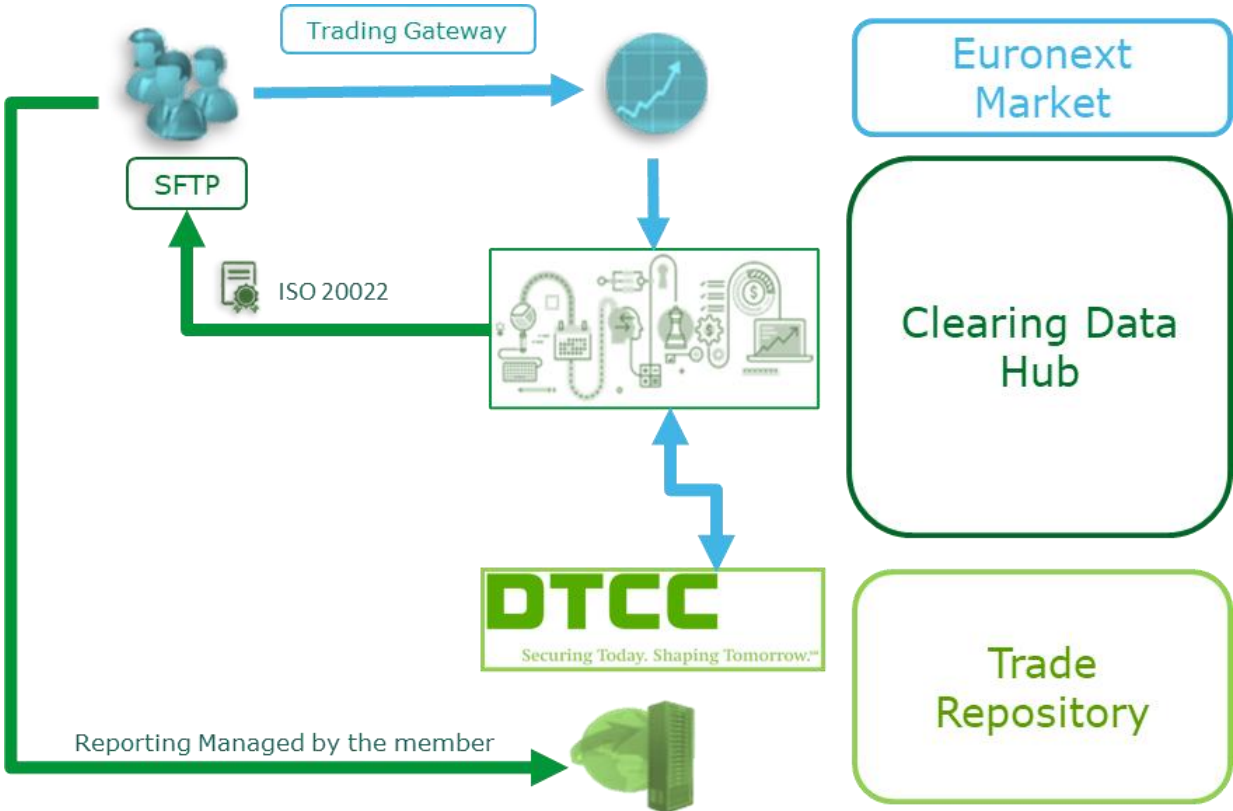 Trading Gateway
Euronext
Market
SFTP
ISO 20022
Clearing Data
Hub
DTCC
Securing Today. Shaping Tomorrow.℠
Trade
Repository
Reporting Managed by the member